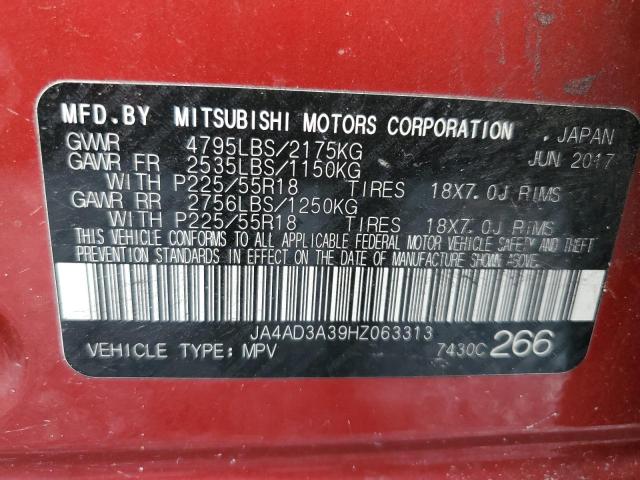 MFD.BY MITSUBISHI MOTORS CORPORATION, JAPAN
GVWR 4795LBS/2175KG JUN 2017
GAWR FR 2535LBS/1150KG
WITH P225/55R18 TIRES 18X7.0J RIMS
GAWR RR 2756LBS/1250KG
WITH P225/55R18 TIRES 18X7.0J RIMS
THIS VEHICLE CONFORMS TO ALL APPLICABLE FEDERAL MOTOR VEHICLE SAFETY AND THEFT
PREVENTION STANDARDS IN EFFECT ON THE DATE OF MANUFACTURE SHOWN ABOVE.
JA4AD3A39HZ063313
VEHICLE TYPE: MPV 7430C 266